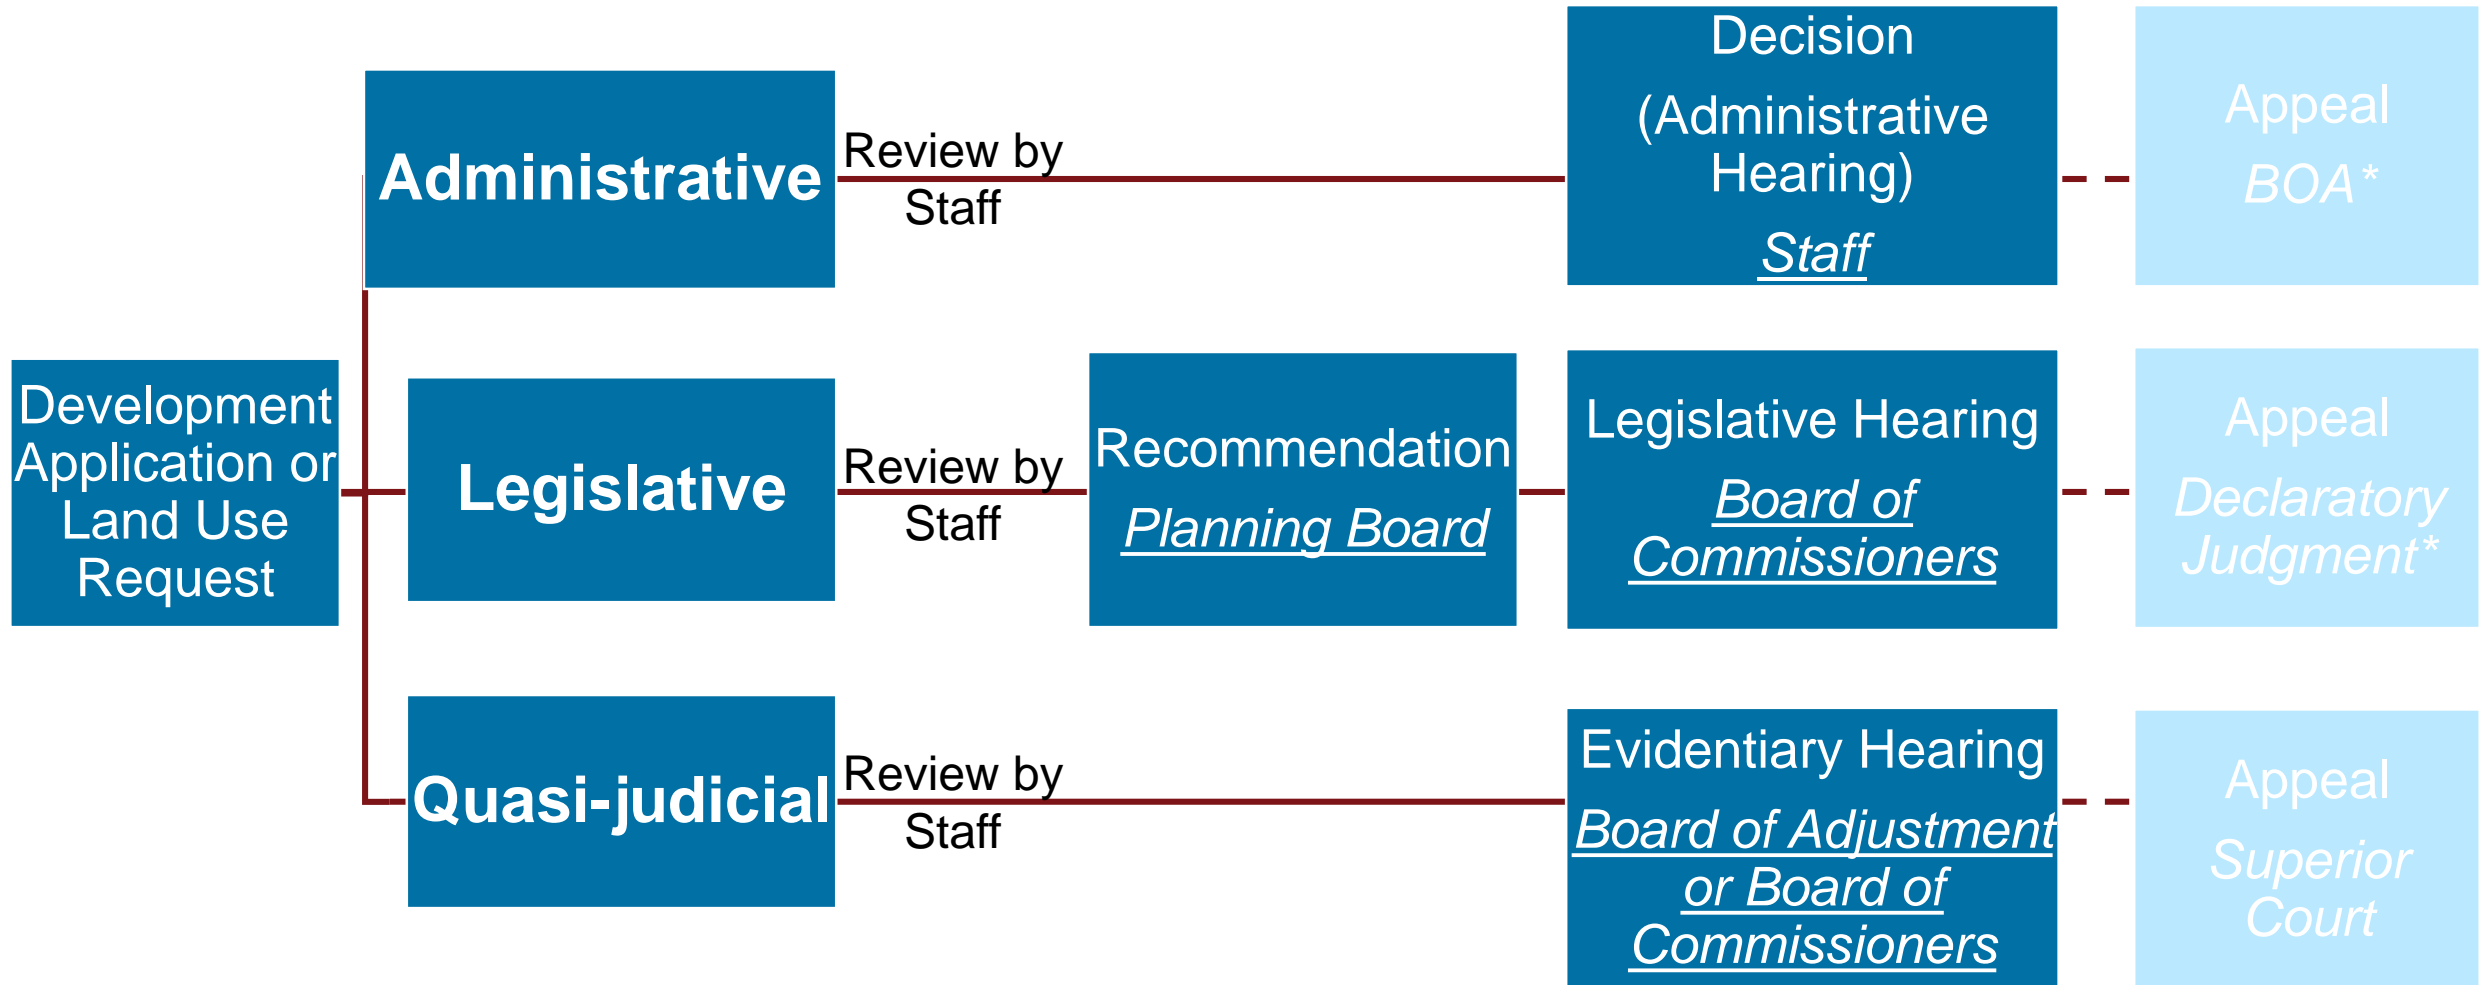 Development
Application or
Land Use
Request
Administrative
Review by
Staff
Decision
(Administrative
Hearing)
Staff
Appeal
BOA*
Legislative
Review by
Staff
Recommendation
Planning Board
Legislative Hearing
Board of
Commissioners
Appeal
Declaratory
Judgment*
Quasi-judicial
Review by
Staff
Evidentiary Hearing
Board of Adjustment
or Board of
Commissioners
Appeal
Superior
Court